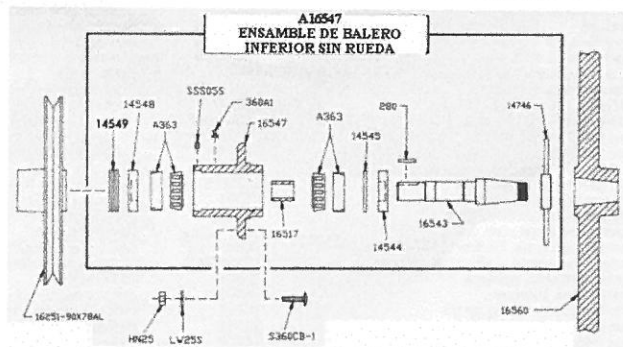 A16547
ENSAMBLE DE BALERO
INFERIOR SIN RUEDA
14549
14548
A363
SSS05S
360A1
16547
A363
14545
280
14746
16517
14544
16543
16251-90X78AL
HN25
LW25S
S360CB-1
16560